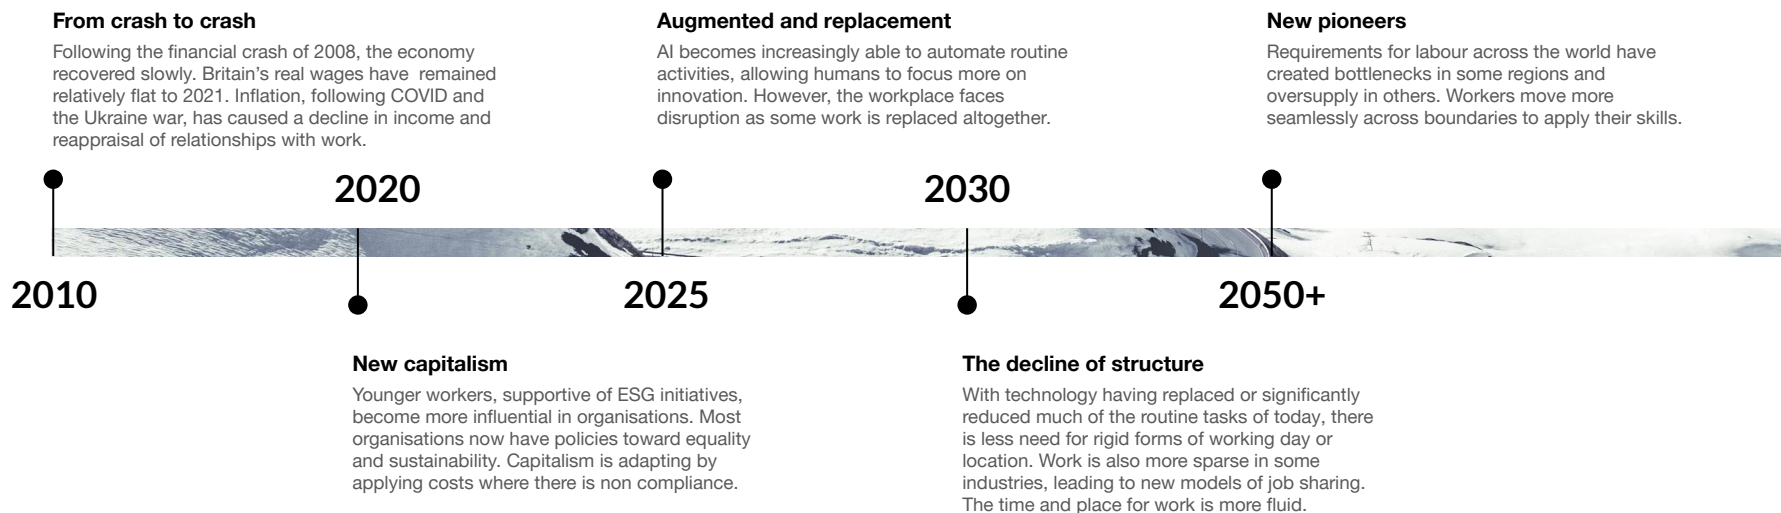 From crash to crash
Following the financial crash of 2008, the economy
recovered slowly. Britain's real wages have  remained
relatively flat to 2021. Inflation, following COVID and
the Ukraine war, has caused a decline in income and
reappraisal of relationships with work.
Augmented and replacement
AI becomes increasingly able to automate routine
activities, allowing humans to focus more on
innovation. However, the workplace faces
disruption as some work is replaced altogether.
New pioneers
Requirements for labour across the world have
created bottlenecks in some regions and
oversupply in others. Workers move more
seamlessly across boundaries to apply their skills.
2020
2030
2010
2025
2050+
New capitalism
Younger workers, supportive of ESG initiatives,
become more influential in organisations. Most
organisations now have policies toward equality
and sustainability. Capitalism is adapting by
applying costs where there is non compliance.
The decline of structure
With technology having replaced or significantly
reduced much of the routine tasks of today, there
is less need for rigid forms of working day or
location. Work is also more sparse in some
industries, leading to new models of job sharing.
The time and place for work is more fluid.